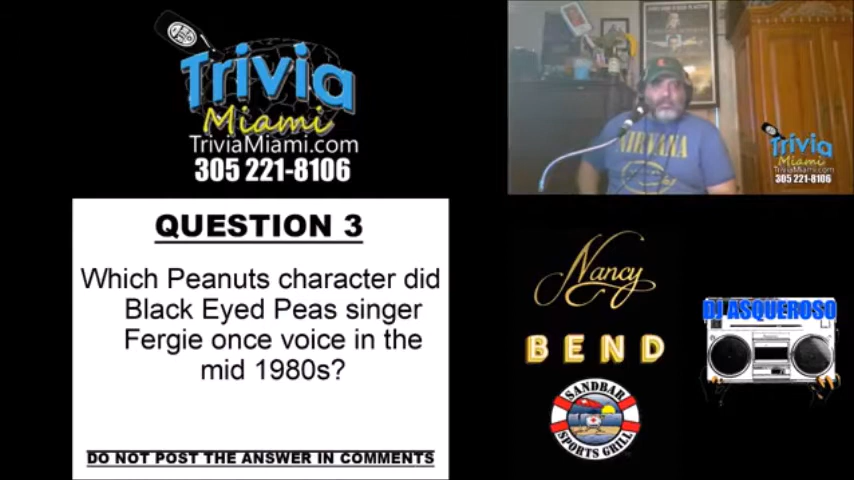 Trivia
Miami
TriviaMiami.com
305 221-8106
NIRVANA
Trivia
Miami
TriviaMiami.com
305 221-8106
QUESTION 3
Which Peanuts character did
Black Eyed Peas singer
Fergie once voice in the
mid 1980s?
DO NOT POST THE ANSWER IN COMMENTS
Nancy
BEND
SANDBAR
SPORTS GRILL
DJ ASQUEROSO